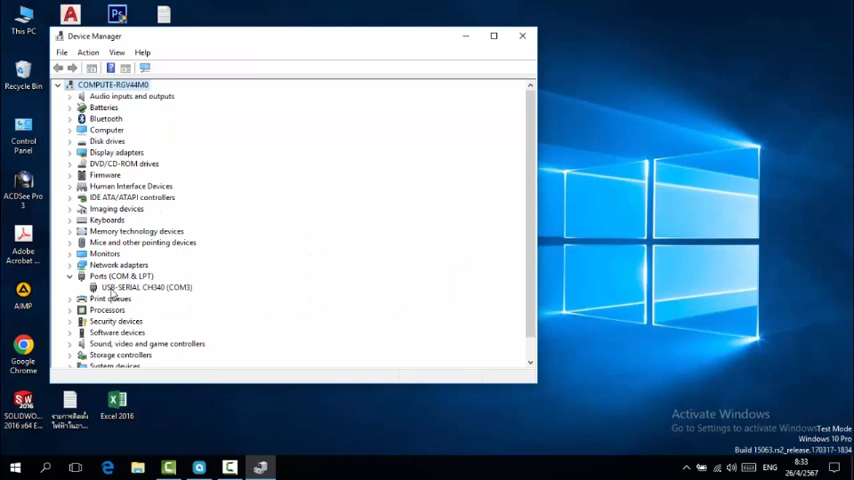 This PC
Recycle Bin
Control
Panel
ACDSee Pro
3
Adobe
Acrobat ...
AIMP
Google
Chrome
SOLIDWO...
2016 x64 E...
Excel 2016
Device Manager
File Action View Help
COMPUTE-RGV44M0
Audio inputs and outputs
Batteries
Bluetooth
Computer
Disk drives
Display adapters
DVD/CD-ROM drives
Firmware
Human Interface Devices
IDE ATA/ATAPI controllers
Imaging devices
Keyboards
Memory technology devices
Mice and other pointing devices
Monitors
Network adapters
Ports (COM & LPT)
USB-SERIAL CH340 (COM3)
Print queues
Processors
Security devices
Software devices
Sound, video and game controllers
Storage controllers
System devices
Activate Windows
Go to Settings to activate Windows.
Test Mode
Windows 10 Pro
Build 15063.rs2_release.170317-1834
ENG
8:33
26/4/2567